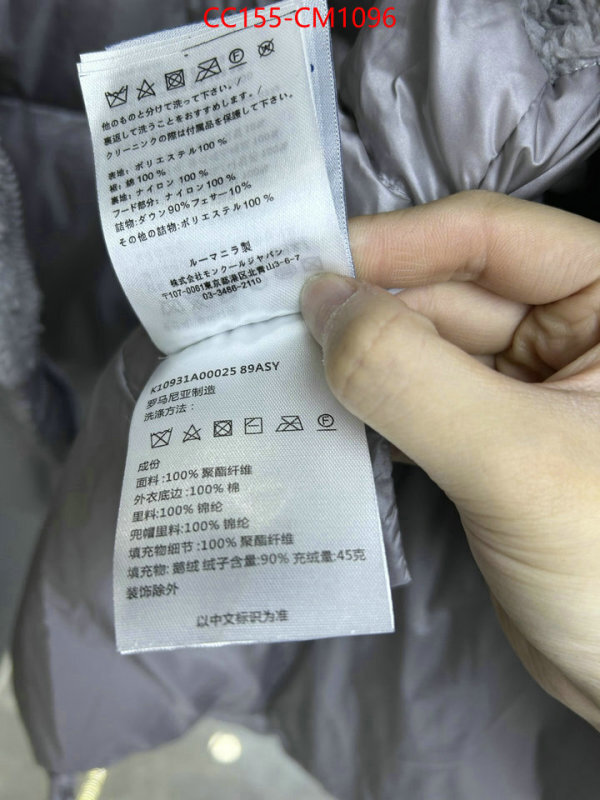 CC155-CM1096
他のものと分けて洗って下さい。/
裏返して洗うことをおすすめします。/
クリーニングの際は付属品を保護して下さい。
表地: ポリエステル100 %
裾: 綿100 %
裏地: ナイロン 100 %
フード部分: ナイロン100 %
詰物:ダウン 90%フェザー10%
その他の詰物:ポリエステル100 %
ルーマニラ製
株式会社モンクールジャパン
〒107-0061東京都港区北青山3-6-7
03-3486-2110
K10931A00025 89ASY
罗马尼亚制造
洗涤方法:
成份
面料:100% 聚酯纤维
外衣底边:100% 棉
里料:100% 锦纶
兜帽里料:100% 锦纶
填充物细节:100% 聚酯纤维
填充物: 鹅绒 绒子含量:90% 充绒量:45克
装饰除外
以中文标识为准